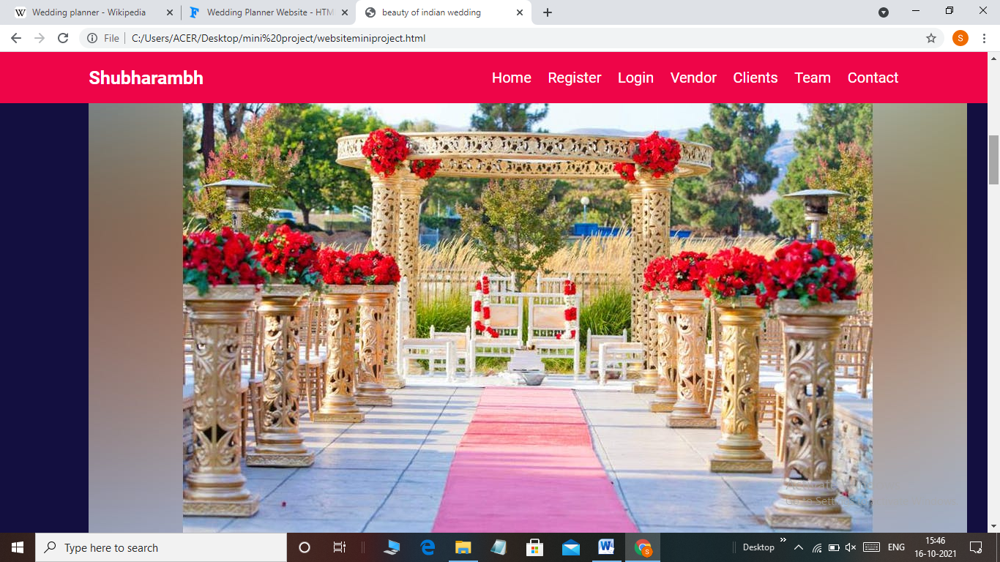 Wedding planner - Wikipedia
Wedding Planner Website - HTM
beauty of indian wedding
File
C:/Users/ACER/Desktop/mini%20project/websiteminiproject.html
S
Shubharambh
Home Register Login Vendor Clients Team Contact
Type here to search
Desktop
ENG
15:46
16-10-2021